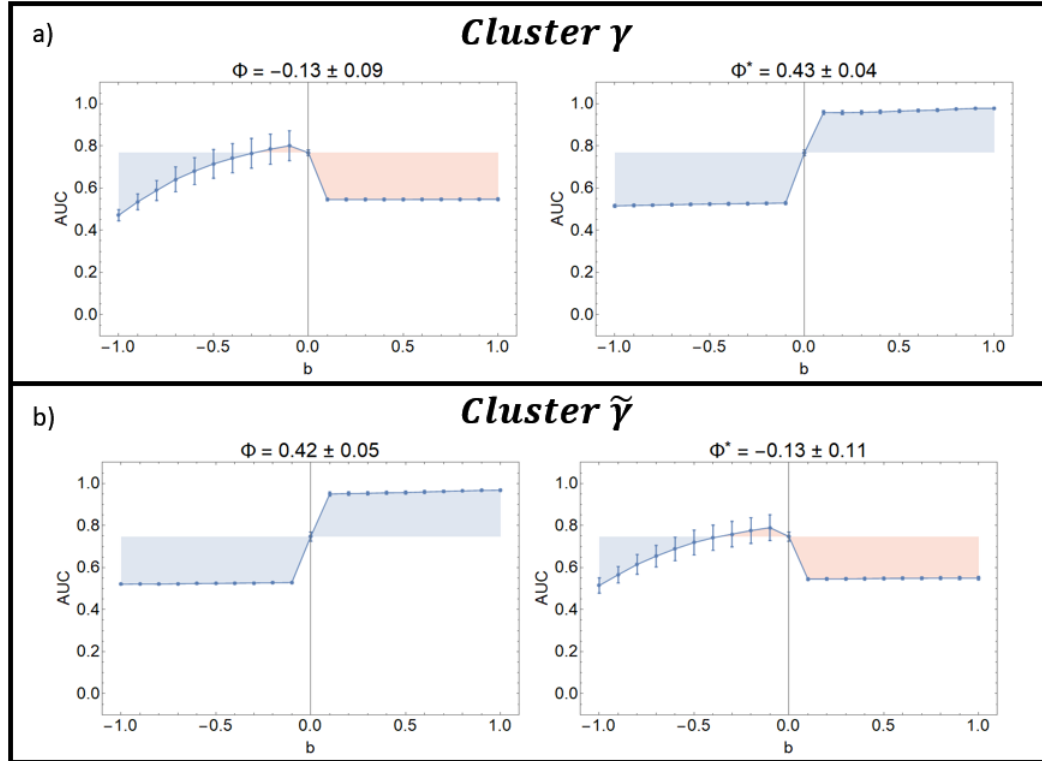 a)
Cluster γ
Φ = −0.13 ± 0.09
Φ* = 0.43 ± 0.04
AUC
1.0
0.8
0.6
0.4
0.2
0.0
−1.0 −0.5 0.0 0.5 1.0
b
AUC
1.0
0.8
0.6
0.4
0.2
0.0
−1.0 −0.5 0.0 0.5 1.0
b
b)
Cluster γ̃
Φ = 0.42 ± 0.05
Φ* = −0.13 ± 0.11
AUC
1.0
0.8
0.6
0.4
0.2
0.0
−1.0 −0.5 0.0 0.5 1.0
b
AUC
1.0
0.8
0.6
0.4
0.2
0.0
−1.0 −0.5 0.0 0.5 1.0
b